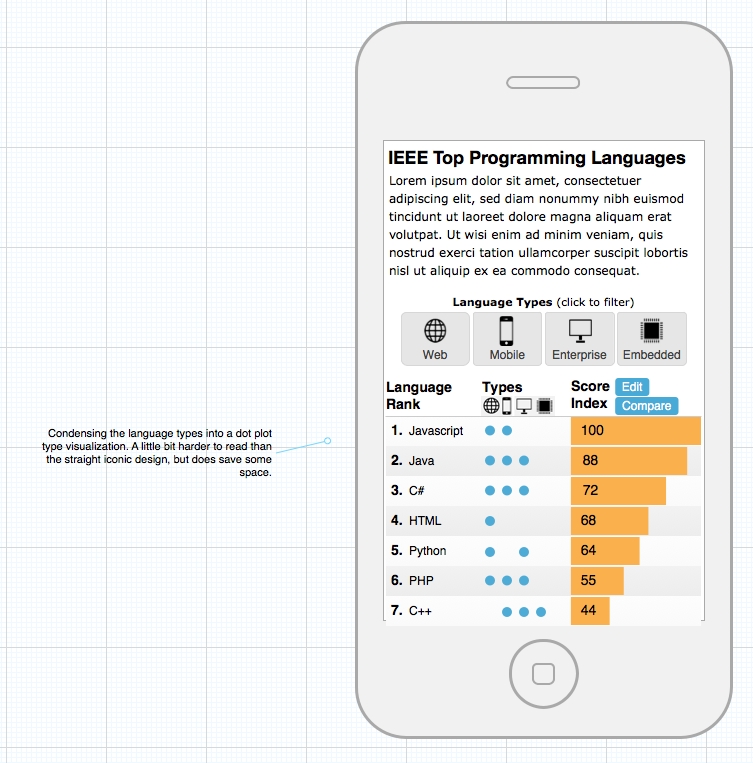 IEEE Top Programming Languages
Lorem ipsum dolor sit amet, consectetuer
adipiscing elit, sed diam nonummy nibh euismod
tincidunt ut laoreet dolore magna aliquam erat
volutpat. Ut wisi enim ad minim veniam, quis
nostrud exerci tation ullamcorper suscipit lobortis
nisl ut aliquip ex ea commodo consequat.
Language Types (click to filter)
Web Mobile Enterprise Embedded
Language Rank Types Score Index Edit Compare
1. Javascript 100
2. Java 88
3. C# 72
4. HTML 68
5. Python 64
6. PHP 55
7. C++ 44
Condensing the language types into a dot plot
type visualization. A little bit harder to read than
the straight iconic design, but does save some
space.